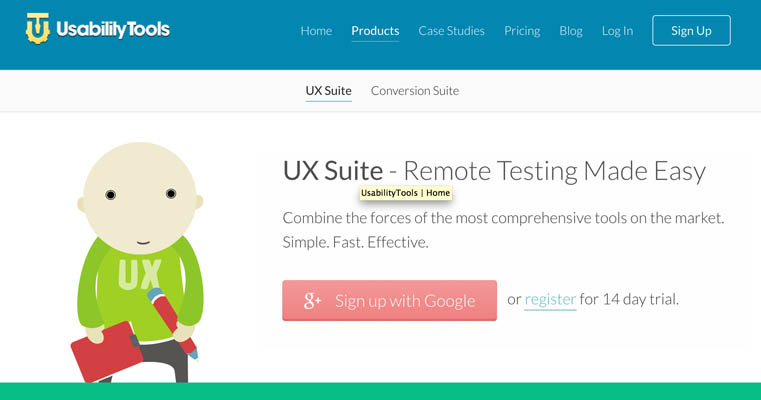 UsabilityTools
Home Products Case Studies Pricing Blog Log In Sign Up
UX Suite Conversion Suite
UX Suite - Remote Testing Made Easy
UsabilityTools | Home
Combine the forces of the most comprehensive tools on the market.
Simple. Fast. Effective.
UX
g+ Sign up with Google or register for 14 day trial.